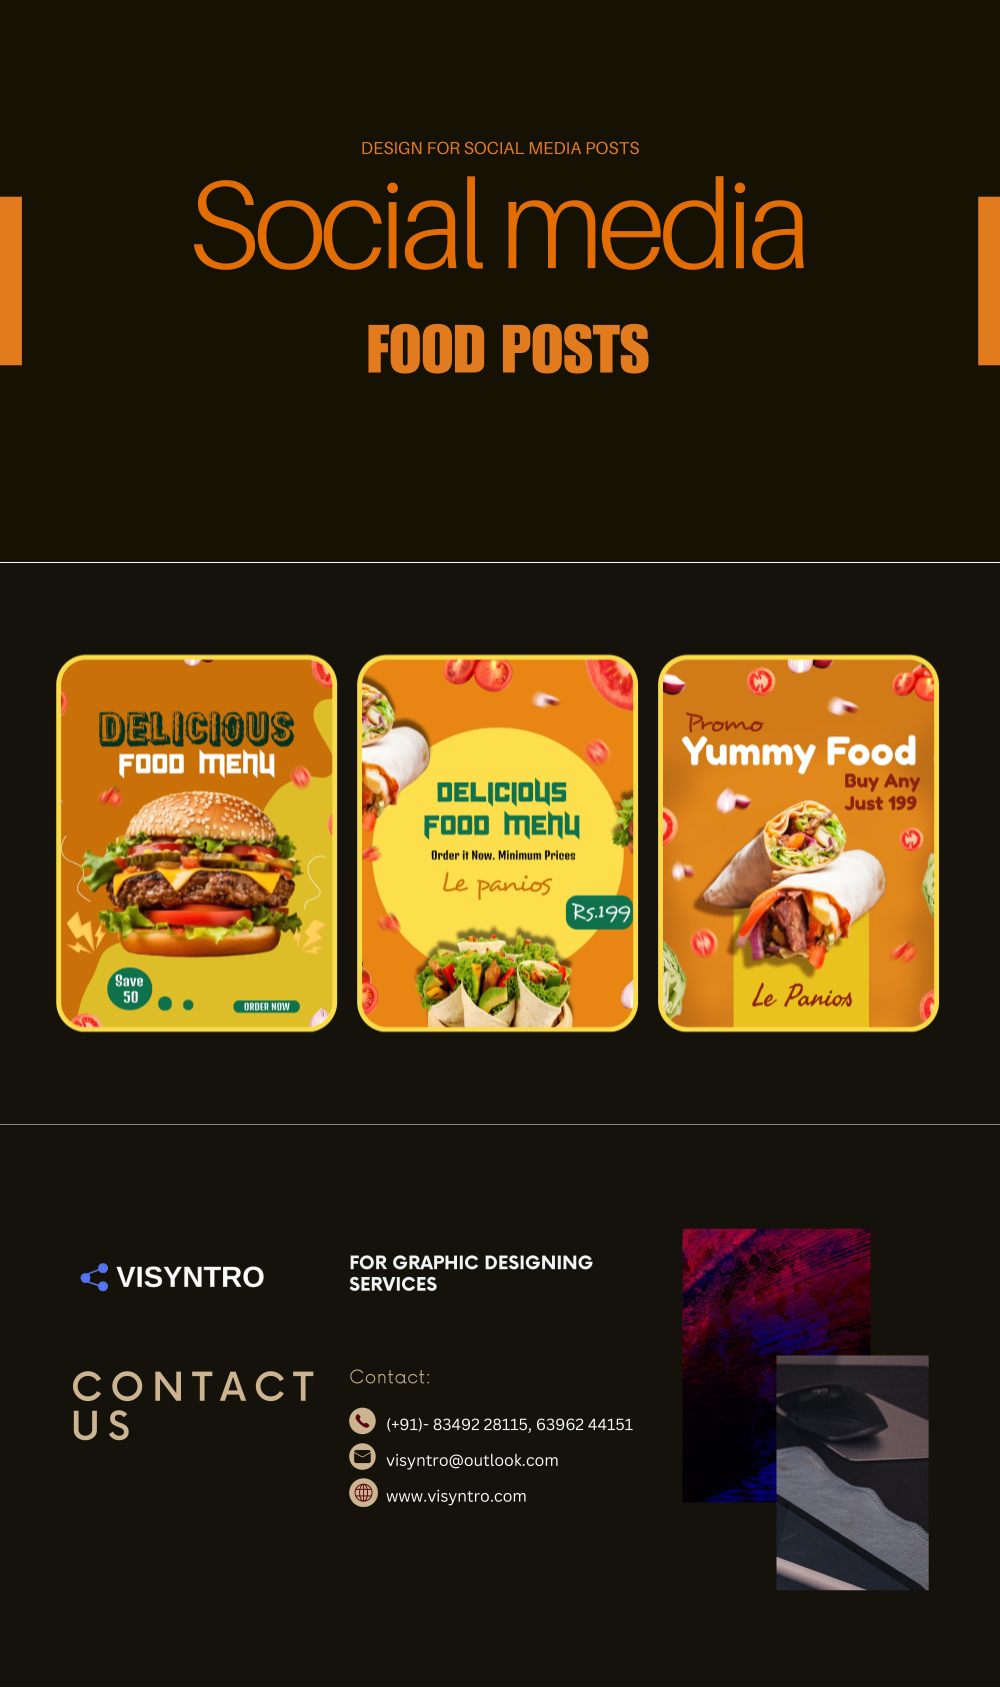 DESIGN FOR SOCIAL MEDIA POSTS
Social media
FOOD POSTS
DELICIOUS
FOOD MENU
Save
50
ORDER NOW
DELICIOUS
FOOD MENU
Order it Now. Minimum Prices
Le panios
Rs.199
Promo
Yummy Food
Buy Any
Just 199
Le Panios
VISYNTRO
FOR GRAPHIC DESIGNING
SERVICES
CONTACT
US
Contact:
(+91)- 83492 28115, 63962 44151
visyntro@outlook.com
www.visyntro.com